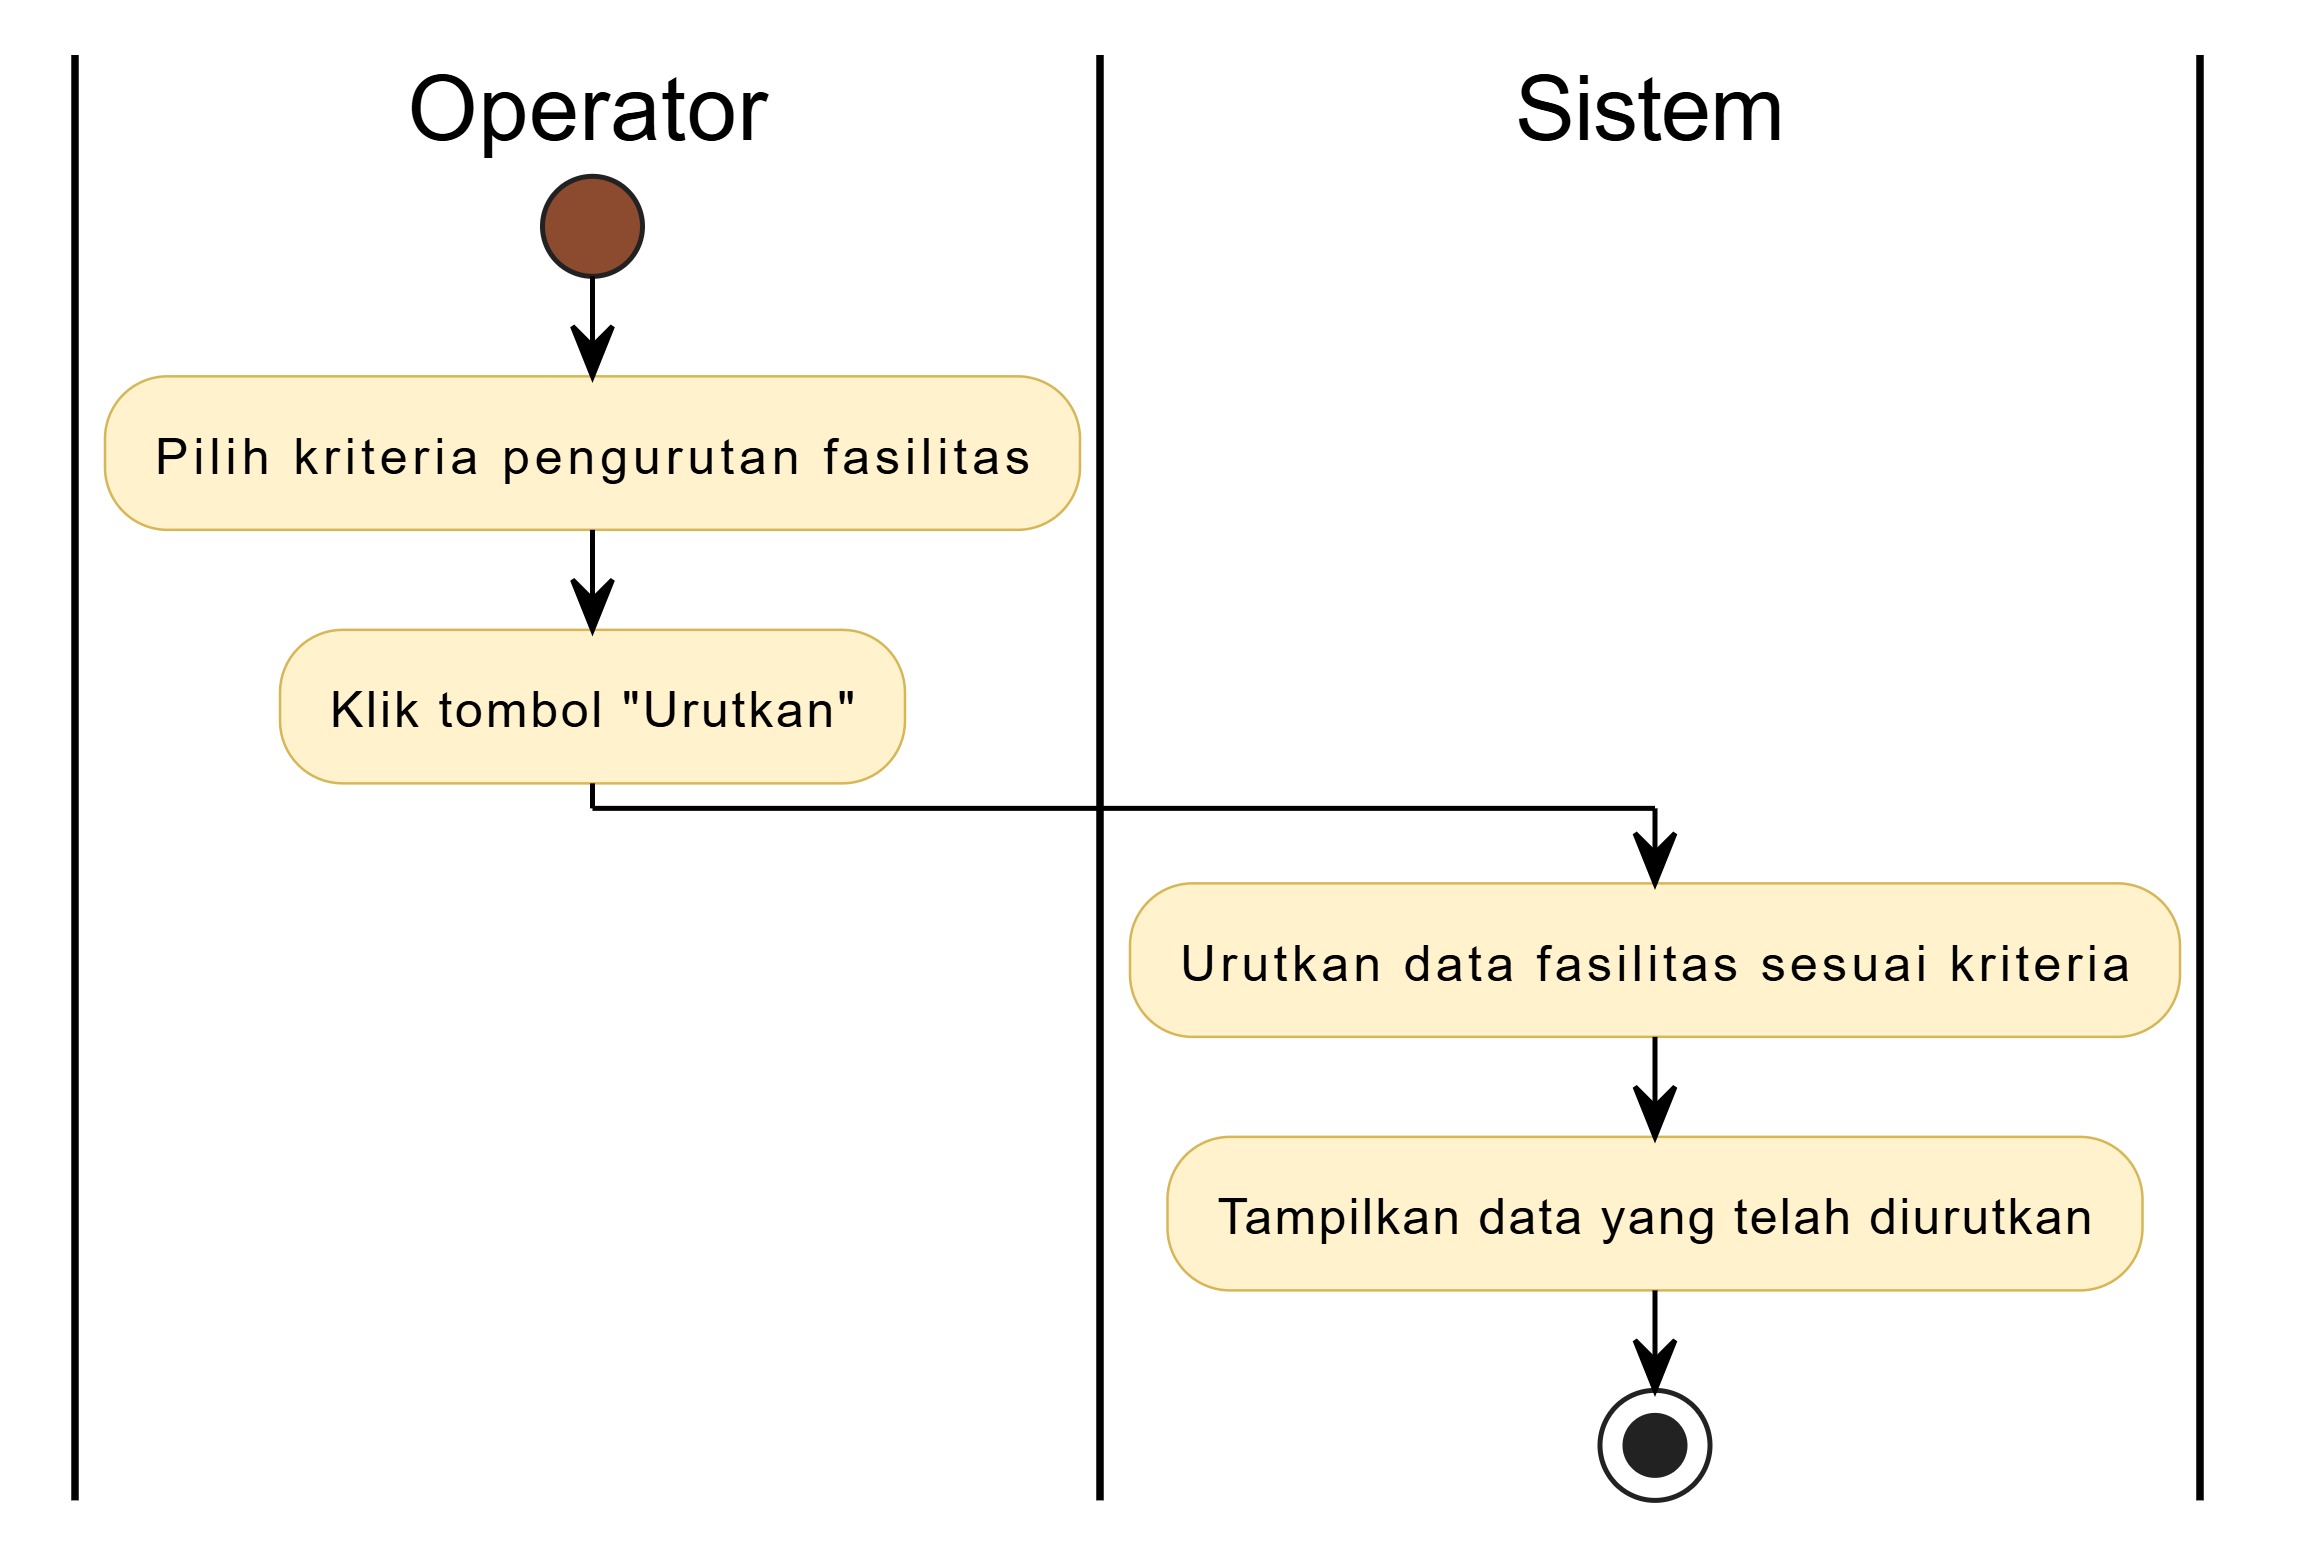 Operator
Sistem
Pilih kriteria pengurutan fasilitas
Klik tombol "Urutkan"
Urutkan data fasilitas sesuai kriteria
Tampilkan data yang telah diurutkan